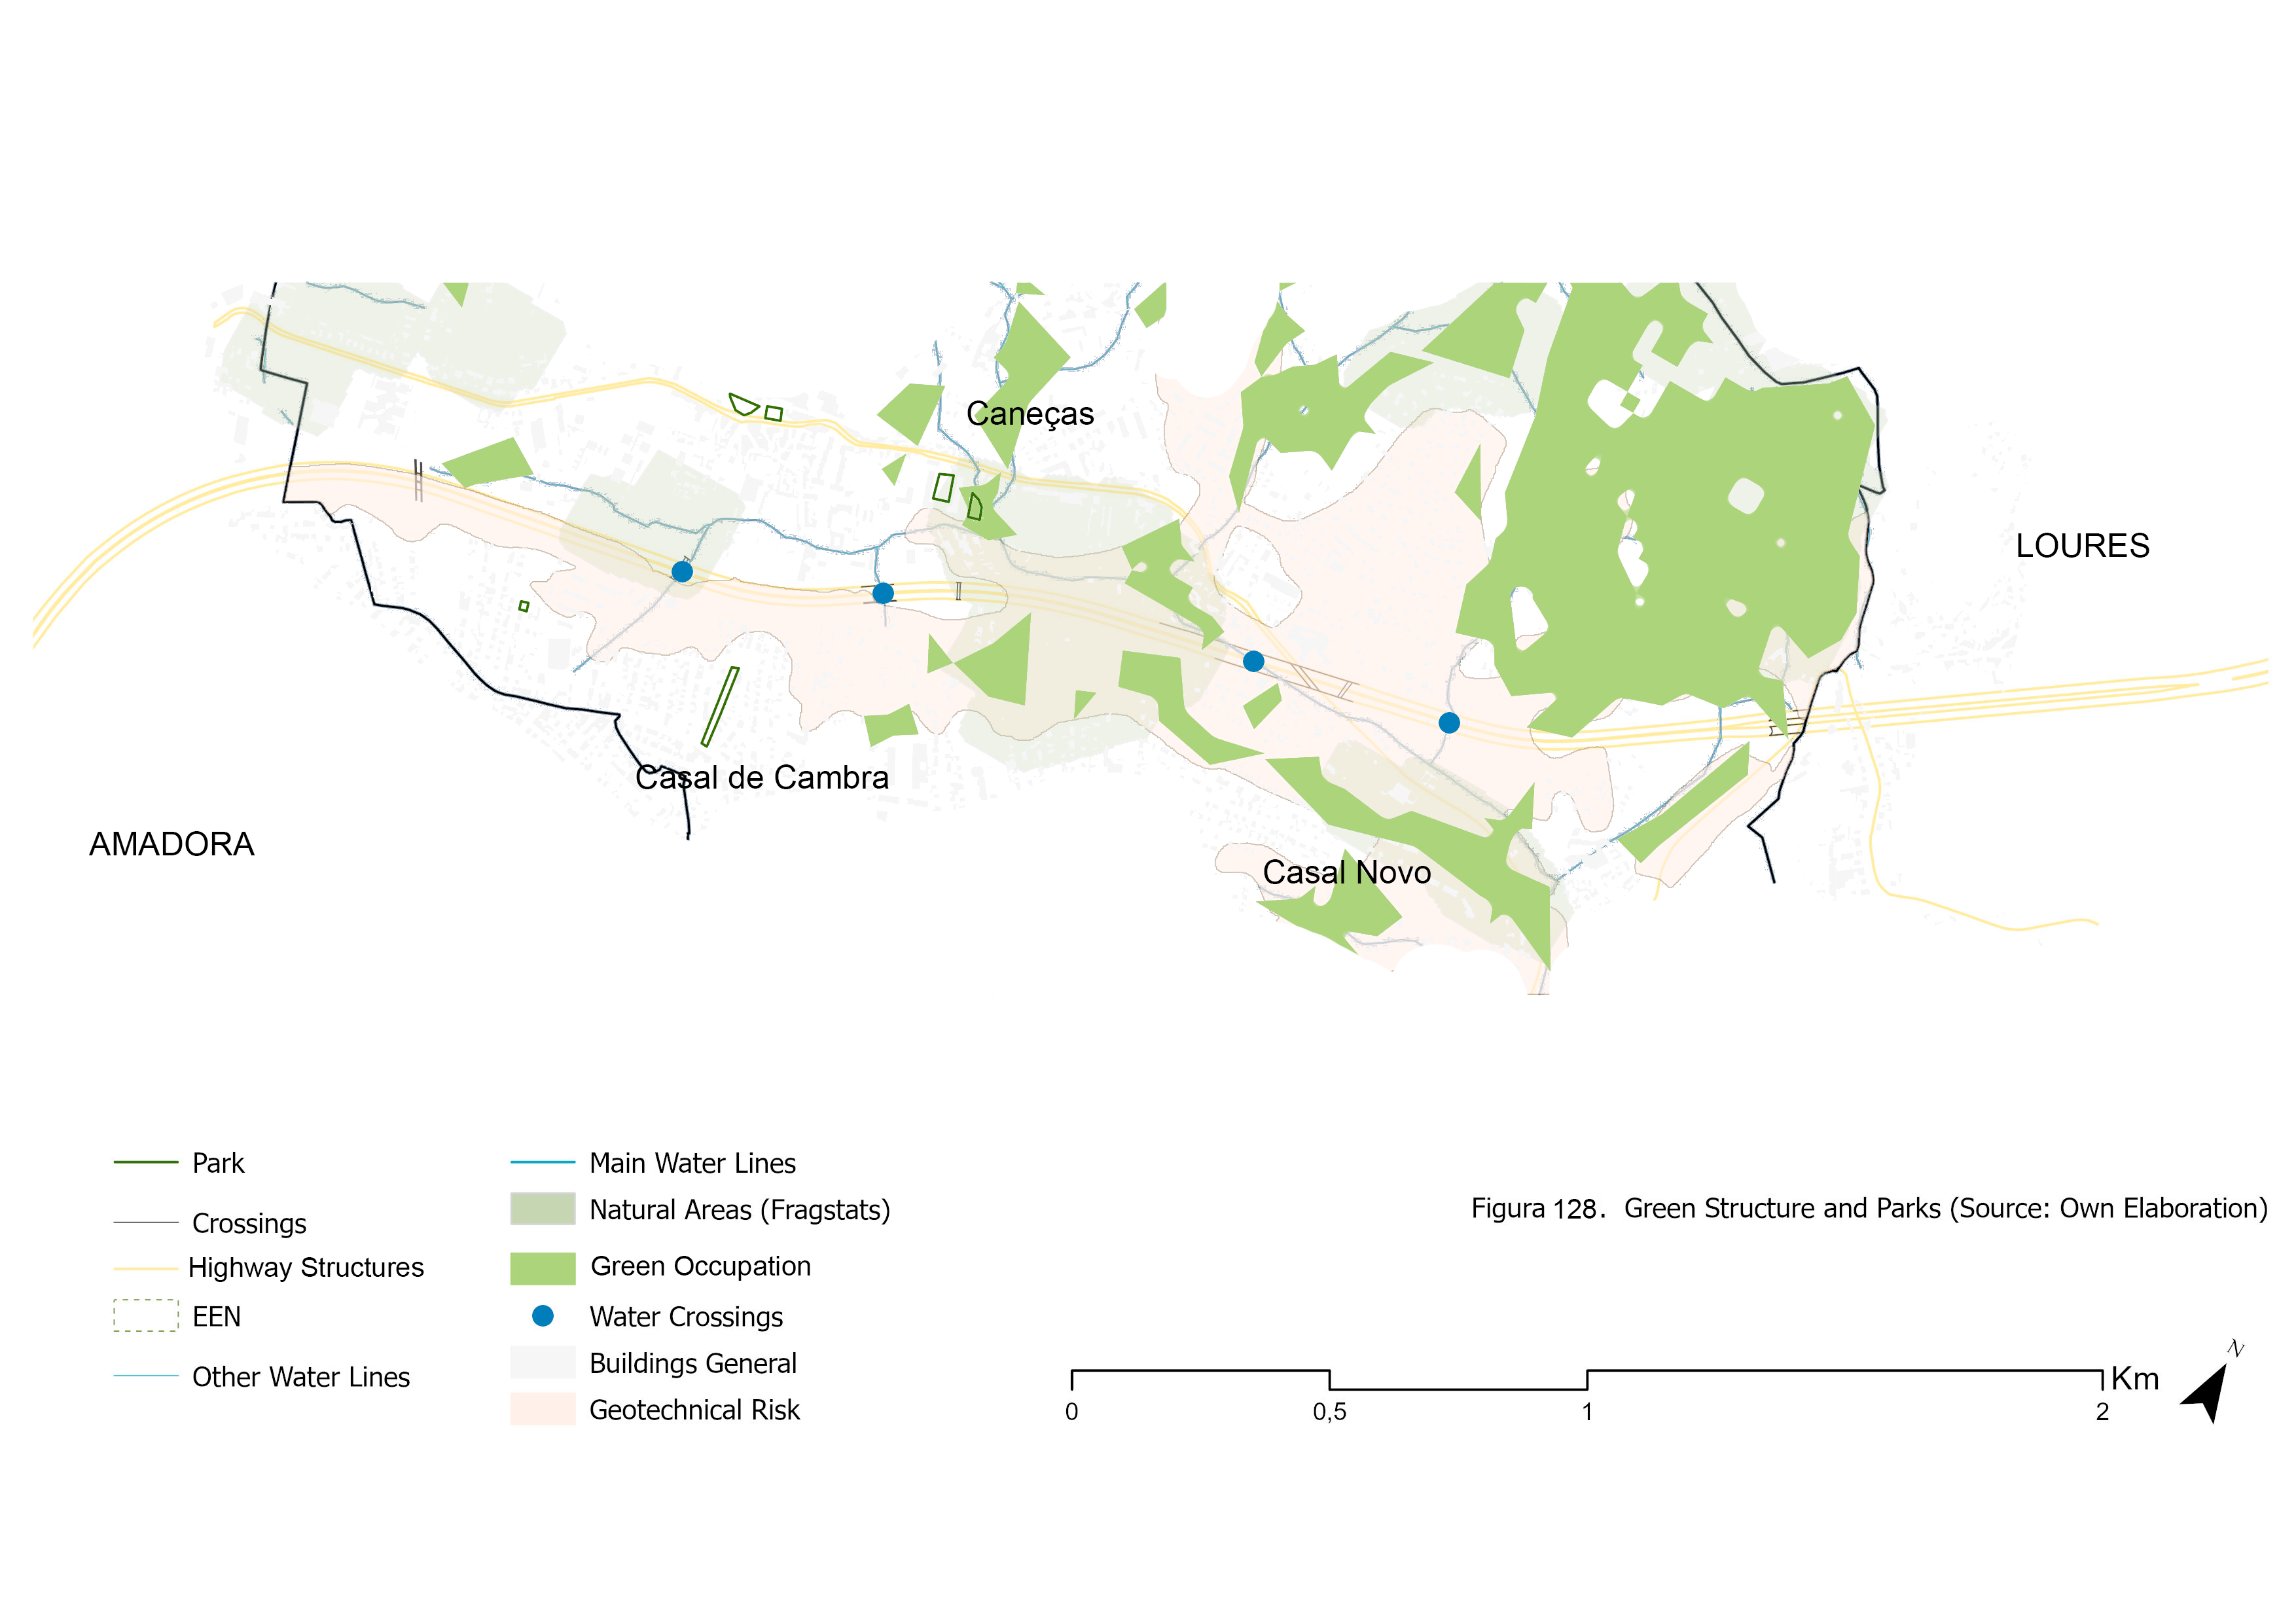 Caneças
LOURES
Casal de Cambra
AMADORA
Casal Novo
Park
Crossings
Highway Structures
EEN
Other Water Lines
Main Water Lines
Natural Areas (Fragstats)
Green Occupation
Water Crossings
Buildings General
Geotechnical Risk
Figura 128. Green Structure and Parks (Source: Own Elaboration)
N
Km
0 0,5 1 2